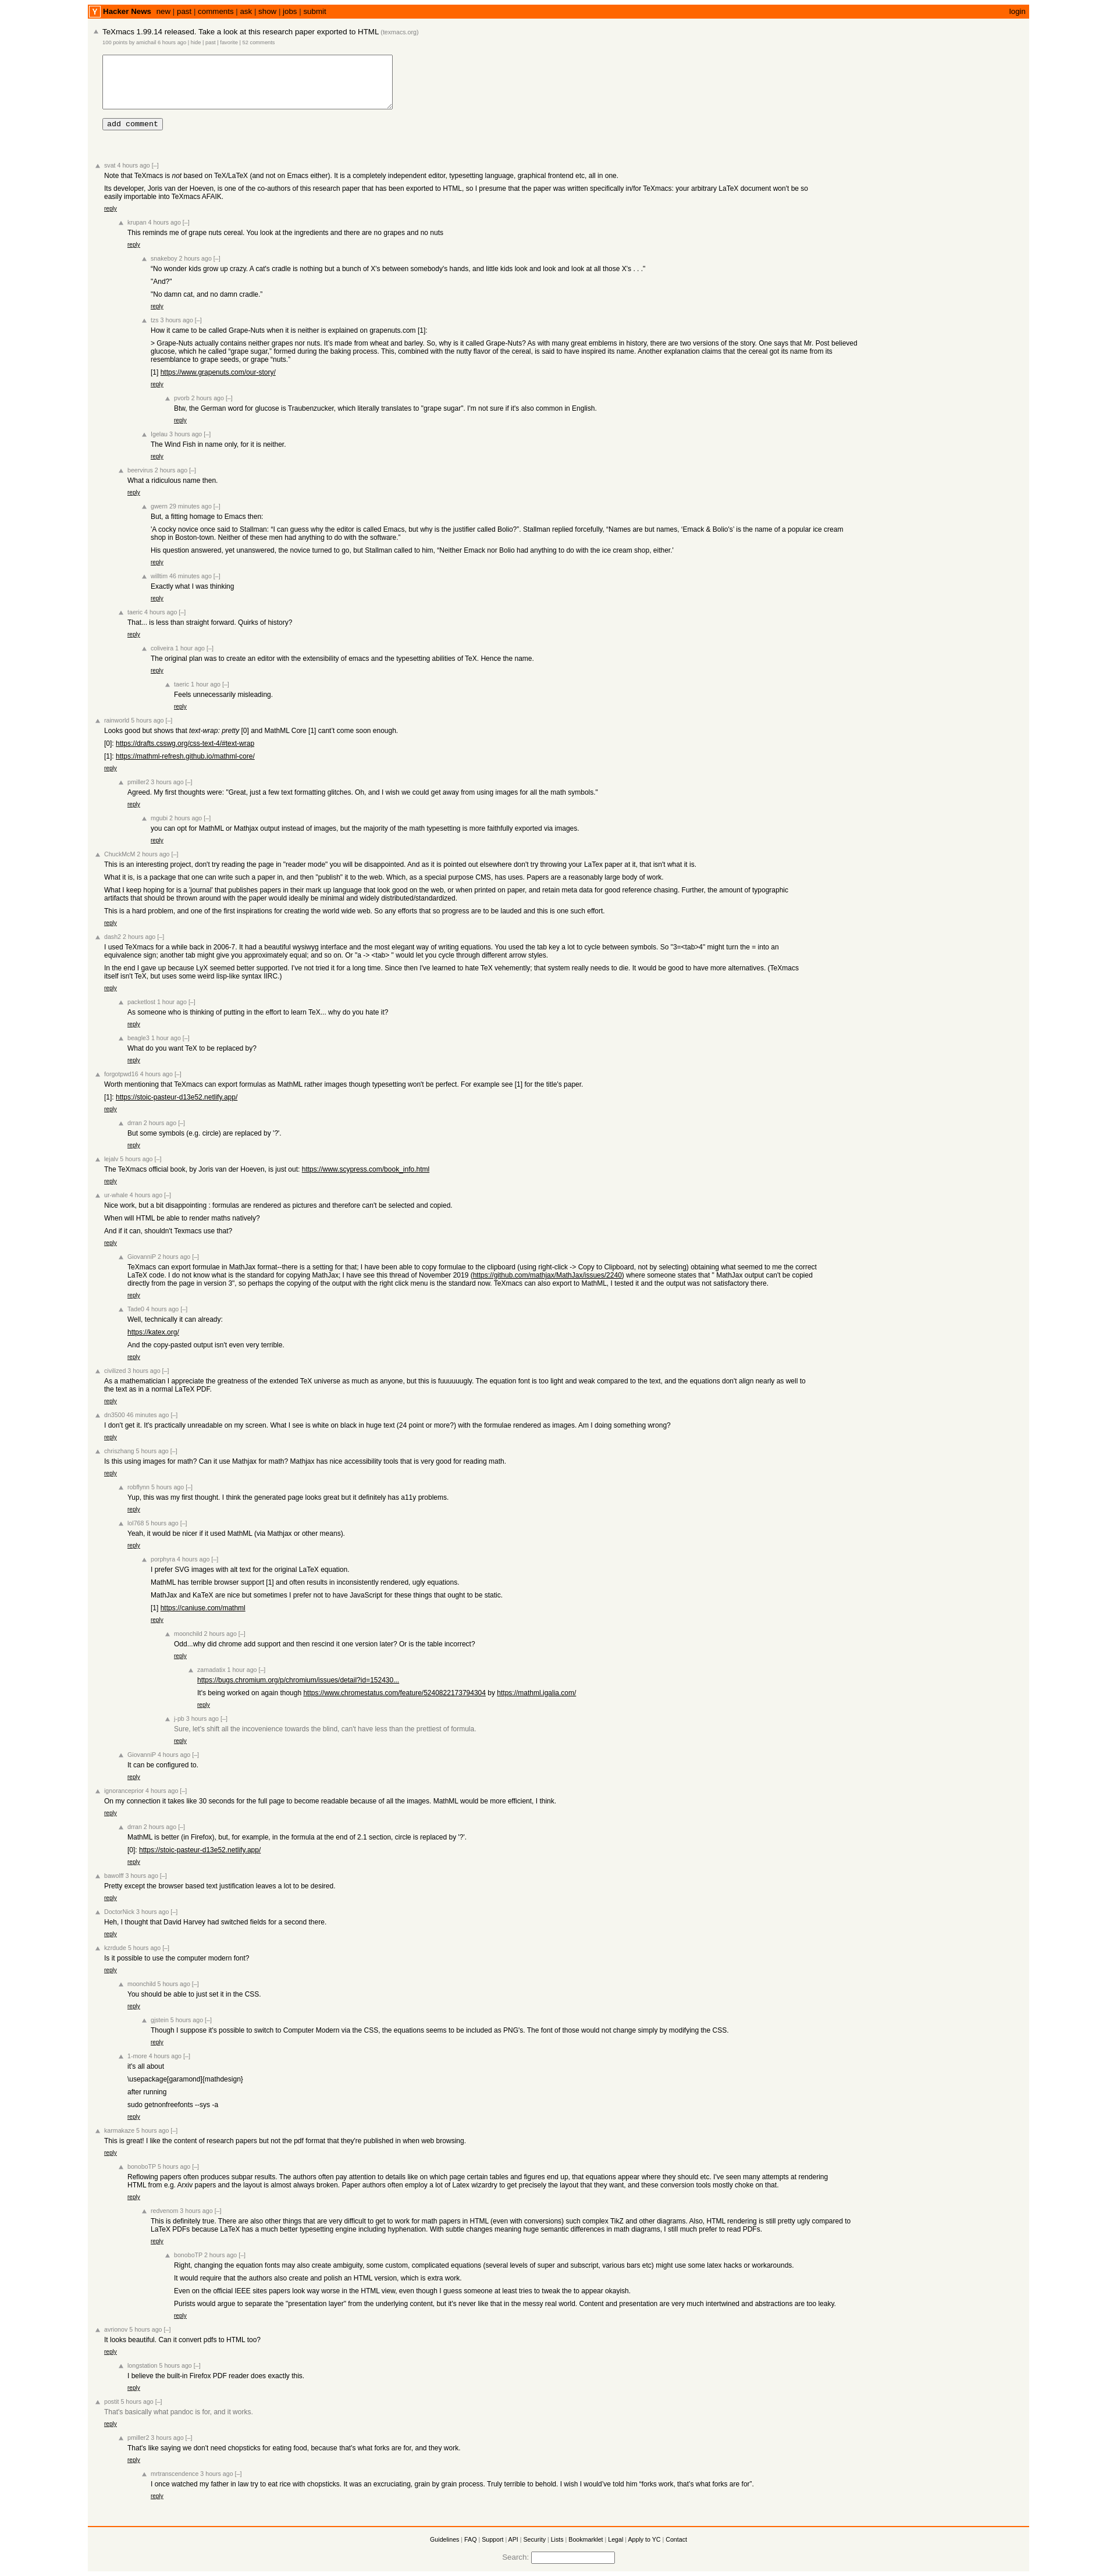 Y Hacker News new | past | comments | ask | show | jobs | submit login
TeXmacs 1.99.14 released. Take a look at this research paper exported to HTML (texmacs.org)
100 points by amichail 6 hours ago | hide | past | favorite | 52 comments
add comment
svat 4 hours ago [–]
Note that TeXmacs is not based on TeX/LaTeX (and not on Emacs either). It is a completely independent editor, typesetting language, graphical frontend etc, all in one.
Its developer, Joris van der Hoeven, is one of the co-authors of this research paper that has been exported to HTML, so I presume that the paper was written specifically in/for TeXmacs: your arbitrary LaTeX document won't be so
easily importable into TeXmacs AFAIK.
reply
krupan 4 hours ago [–]
This reminds me of grape nuts cereal. You look at the ingredients and there are no grapes and no nuts
reply
snakeboy 2 hours ago [–]
"No wonder kids grow up crazy. A cat's cradle is nothing but a bunch of X's between somebody's hands, and little kids look and look and look at all those X's . . ."
"And?"
"No damn cat, and no damn cradle."
reply
tzs 3 hours ago [–]
How it came to be called Grape-Nuts when it is neither is explained on grapenuts.com [1]:
> Grape-Nuts actually contains neither grapes nor nuts. It's made from wheat and barley. So, why is it called Grape-Nuts? As with many great emblems in history, there are two versions of the story. One says that Mr. Post believed
glucose, which he called “grape sugar,” formed during the baking process. This, combined with the nutty flavor of the cereal, is said to have inspired its name. Another explanation claims that the cereal got its name from its
resemblance to grape seeds, or grape “nuts.”
[1] https://www.grapenuts.com/our-story/
reply
pvorb 2 hours ago [–]
Btw, the German word for glucose is Traubenzucker, which literally translates to "grape sugar". I'm not sure if it's also common in English.
reply
Igelau 3 hours ago [–]
The Wind Fish in name only, for it is neither.
reply
beervirus 2 hours ago [–]
What a ridiculous name then.
reply
gwern 29 minutes ago [–]
But, a fitting homage to Emacs then:
'A cocky novice once said to Stallman: “I can guess why the editor is called Emacs, but why is the justifier called Bolio?”. Stallman replied forcefully, “Names are but names, ‘Emack & Bolio's’ is the name of a popular ice cream
shop in Boston-town. Neither of these men had anything to do with the software.”
His question answered, yet unanswered, the novice turned to go, but Stallman called to him, “Neither Emack nor Bolio had anything to do with the ice cream shop, either.'
reply
willtim 46 minutes ago [–]
Exactly what I was thinking
reply
taeric 4 hours ago [–]
That... is less than straight forward. Quirks of history?
reply
coliveira 1 hour ago [–]
The original plan was to create an editor with the extensibility of emacs and the typesetting abilities of TeX. Hence the name.
reply
taeric 1 hour ago [–]
Feels unnecessarily misleading.
reply
rainworld 5 hours ago [–]
Looks good but shows that text-wrap: pretty [0] and MathML Core [1] can't come soon enough.
[0]: https://drafts.csswg.org/css-text-4/#text-wrap
[1]: https://mathml-refresh.github.io/mathml-core/
reply
pmiller2 3 hours ago [–]
Agreed. My first thoughts were: "Great, just a few text formatting glitches. Oh, and I wish we could get away from using images for all the math symbols."
reply
mgubi 2 hours ago [–]
you can opt for MathML or Mathjax output instead of images, but the majority of the math typesetting is more faithfully exported via images.
reply
ChuckMcM 2 hours ago [–]
This is an interesting project, don't try reading the page in "reader mode" you will be disappointed. And as it is pointed out elsewhere don't try throwing your LaTex paper at it, that isn't what it is.
What it is, is a package that one can write such a paper in, and then "publish" it to the web. Which, as a special purpose CMS, has uses. Papers are a reasonably large body of work.
What I keep hoping for is a 'journal' that publishes papers in their mark up language that look good on the web, or when printed on paper, and retain meta data for good reference chasing. Further, the amount of typographic
artifacts that should be thrown around with the paper would ideally be minimal and widely distributed/standardized.
This is a hard problem, and one of the first inspirations for creating the world wide web. So any efforts that so progress are to be lauded and this is one such effort.
reply
dash2 2 hours ago [–]
I used TeXmacs for a while back in 2006-7. It had a beautiful wysiwyg interface and the most elegant way of writing equations. You used the tab key a lot to cycle between symbols. So "3=<tab>4" might turn the = into an
equivalence sign; another tab might give you approximately equal; and so on. Or "a -> <tab> " would let you cycle through different arrow styles.
In the end I gave up because LyX seemed better supported. I've not tried it for a long time. Since then I've learned to hate TeX vehemently; that system really needs to die. It would be good to have more alternatives. (TeXmacs
itself isn't TeX, but uses some weird lisp-like syntax IIRC.)
reply
packetlost 1 hour ago [–]
As someone who is thinking of putting in the effort to learn TeX... why do you hate it?
reply
beagle3 1 hour ago [–]
What do you want TeX to be replaced by?
reply
forgotpwd16 4 hours ago [–]
Worth mentioning that TeXmacs can export formulas as MathML rather images though typesetting won't be perfect. For example see [1] for the title's paper.
[1]: https://stoic-pasteur-d13e52.netlify.app/
reply
drran 2 hours ago [–]
But some symbols (e.g. circle) are replaced by '?'.
reply
lejalv 5 hours ago [–]
The TeXmacs official book, by Joris van der Hoeven, is just out: https://www.scypress.com/book_info.html
reply
ur-whale 4 hours ago [–]
Nice work, but a bit disappointing : formulas are rendered as pictures and therefore can't be selected and copied.
When will HTML be able to render maths natively?
And if it can, shouldn't Texmacs use that?
reply
GiovanniP 2 hours ago [–]
TeXmacs can export formulae in MathJax format--there is a setting for that; I have been able to copy formulae to the clipboard (using right-click -> Copy to Clipboard, not by selecting) obtaining what seemed to me the correct
LaTeX code. I do not know what is the standard for copying MathJax; I have see this thread of November 2019 (https://github.com/mathjax/MathJax/issues/2240) where someone states that " MathJax output can't be copied
directly from the page in version 3", so perhaps the copying of the output with the right click menu is the standard now. TeXmacs can also export to MathML, I tested it and the output was not satisfactory there.
reply
Tade0 4 hours ago [–]
Well, technically it can already:
https://katex.org/
And the copy-pasted output isn't even very terrible.
reply
civilized 3 hours ago [–]
As a mathematician I appreciate the greatness of the extended TeX universe as much as anyone, but this is fuuuuuugly. The equation font is too light and weak compared to the text, and the equations don't align nearly as well to
the text as in a normal LaTeX PDF.
reply
dn3500 46 minutes ago [–]
I don't get it. It's practically unreadable on my screen. What I see is white on black in huge text (24 point or more?) with the formulae rendered as images. Am I doing something wrong?
reply
chriszhang 5 hours ago [–]
Is this using images for math? Can it use Mathjax for math? Mathjax has nice accessibility tools that is very good for reading math.
reply
robflynn 5 hours ago [–]
Yup, this was my first thought. I think the generated page looks great but it definitely has a11y problems.
reply
lol768 5 hours ago [–]
Yeah, it would be nicer if it used MathML (via Mathjax or other means).
reply
porphyra 4 hours ago [–]
I prefer SVG images with alt text for the original LaTeX equation.
MathML has terrible browser support [1] and often results in inconsistently rendered, ugly equations.
MathJax and KaTeX are nice but sometimes I prefer not to have JavaScript for these things that ought to be static.
[1] https://caniuse.com/mathml
reply
moonchild 2 hours ago [–]
Odd...why did chrome add support and then rescind it one version later? Or is the table incorrect?
reply
zamadatix 1 hour ago [–]
https://bugs.chromium.org/p/chromium/issues/detail?id=152430...
It's being worked on again though https://www.chromestatus.com/feature/5240822173794304 by https://mathml.igalia.com/
reply
j-pb 3 hours ago [–]
Sure, let's shift all the incovenience towards the blind, can't have less than the prettiest of formula.
reply
GiovanniP 4 hours ago [–]
It can be configured to.
reply
ignoranceprior 4 hours ago [–]
On my connection it takes like 30 seconds for the full page to become readable because of all the images. MathML would be more efficient, I think.
reply
drran 2 hours ago [–]
MathML is better (in Firefox), but, for example, in the formula at the end of 2.1 section, circle is replaced by '?'.
[0]: https://stoic-pasteur-d13e52.netlify.app/
reply
bawolff 3 hours ago [–]
Pretty except the browser based text justification leaves a lot to be desired.
reply
DoctorNick 3 hours ago [–]
Heh, I thought that David Harvey had switched fields for a second there.
reply
kzrdude 5 hours ago [–]
Is it possible to use the computer modern font?
reply
moonchild 5 hours ago [–]
You should be able to just set it in the CSS.
reply
gjstein 5 hours ago [–]
Though I suppose it's possible to switch to Computer Modern via the CSS, the equations seems to be included as PNG's. The font of those would not change simply by modifying the CSS.
reply
1-more 4 hours ago [–]
it's all about
\usepackage[garamond]{mathdesign}
after running
sudo getnonfreefonts --sys -a
reply
karmakaze 5 hours ago [–]
This is great! I like the content of research papers but not the pdf format that they're published in when web browsing.
reply
bonoboTP 5 hours ago [–]
Reflowing papers often produces subpar results. The authors often pay attention to details like on which page certain tables and figures end up, that equations appear where they should etc. I've seen many attempts at rendering
HTML from e.g. Arxiv papers and the layout is almost always broken. Paper authors often employ a lot of Latex wizardry to get precisely the layout that they want, and these conversion tools mostly choke on that.
reply
redvenom 3 hours ago [–]
This is definitely true. There are also other things that are very difficult to get to work for math papers in HTML (even with conversions) such complex TikZ and other diagrams. Also, HTML rendering is still pretty ugly compared to
LaTeX PDFs because LaTeX has a much better typesetting engine including hyphenation. With subtle changes meaning huge semantic differences in math diagrams, I still much prefer to read PDFs.
reply
bonoboTP 2 hours ago [–]
Right, changing the equation fonts may also create ambiguity, some custom, complicated equations (several levels of super and subscript, various bars etc) might use some latex hacks or workarounds.
It would require that the authors also create and polish an HTML version, which is extra work.
Even on the official IEEE sites papers look way worse in the HTML view, even though I guess someone at least tries to tweak the to appear okayish.
Purists would argue to separate the "presentation layer" from the underlying content, but it's never like that in the messy real world. Content and presentation are very much intertwined and abstractions are too leaky.
reply
avrionov 5 hours ago [–]
It looks beautiful. Can it convert pdfs to HTML too?
reply
longstation 5 hours ago [–]
I believe the built-in Firefox PDF reader does exactly this.
reply
postit 5 hours ago [–]
That's basically what pandoc is for, and it works.
reply
pmiller2 3 hours ago [–]
That's like saying we don't need chopsticks for eating food, because that's what forks are for, and they work.
reply
mrtranscendence 3 hours ago [–]
I once watched my father in law try to eat rice with chopsticks. It was an excruciating, grain by grain process. Truly terrible to behold. I wish I would've told him “forks work, that's what forks are for”.
reply
Guidelines | FAQ | Support | API | Security | Lists | Bookmarklet | Legal | Apply to YC | Contact
Search: